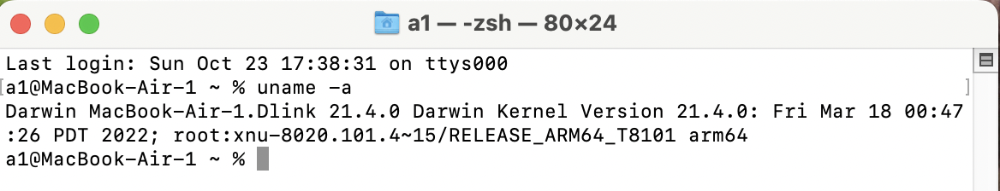 a1 — -zsh — 80×24
Last login: Sun Oct 23 17:38:31 on ttys000
[a1@MacBook-Air-1 ~ % uname -a ]
Darwin MacBook-Air-1.Dlink 21.4.0 Darwin Kernel Version 21.4.0: Fri Mar 18 00:47
:26 PDT 2022; root:xnu-8020.101.4~15/RELEASE_ARM64_T8101 arm64
a1@MacBook-Air-1 ~ %